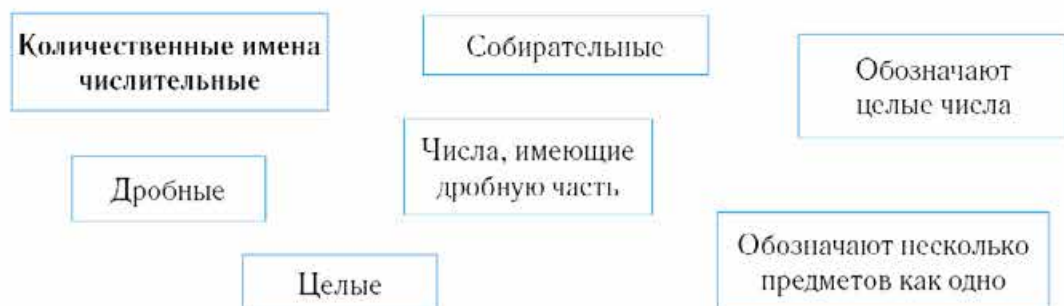 Количественные имена
числительные
Собирательные
Обозначают
целые числа
Числа, имеющие
дробную часть
Дробные
Обозначают несколько
предметов как одно
Целые